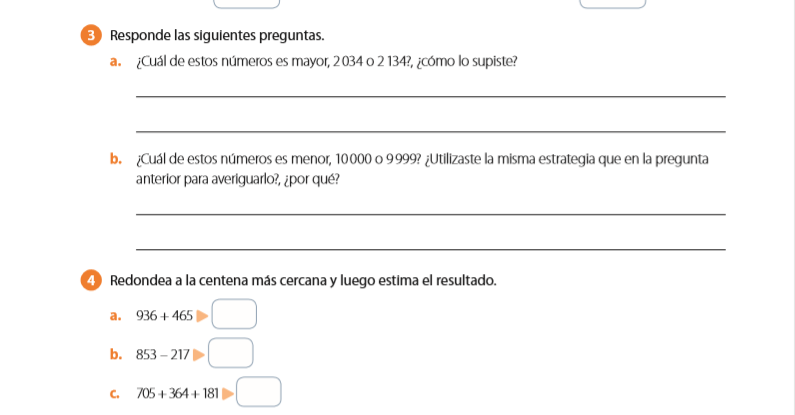 3 Responde las siguientes preguntas.
a. ¿Cuál de estos números es mayor, 2 034 o 2 134?, ¿cómo lo supiste?
b. ¿Cuál de estos números es menor, 10 000 o 9 999? ¿Utilizaste la misma estrategia que en la pregunta
anterior para averiguarlo?, ¿por qué?
4 Redondea a la centena más cercana y luego estima el resultado.
a. 936 + 465
b. 853 – 217
c. 705 + 364 + 181